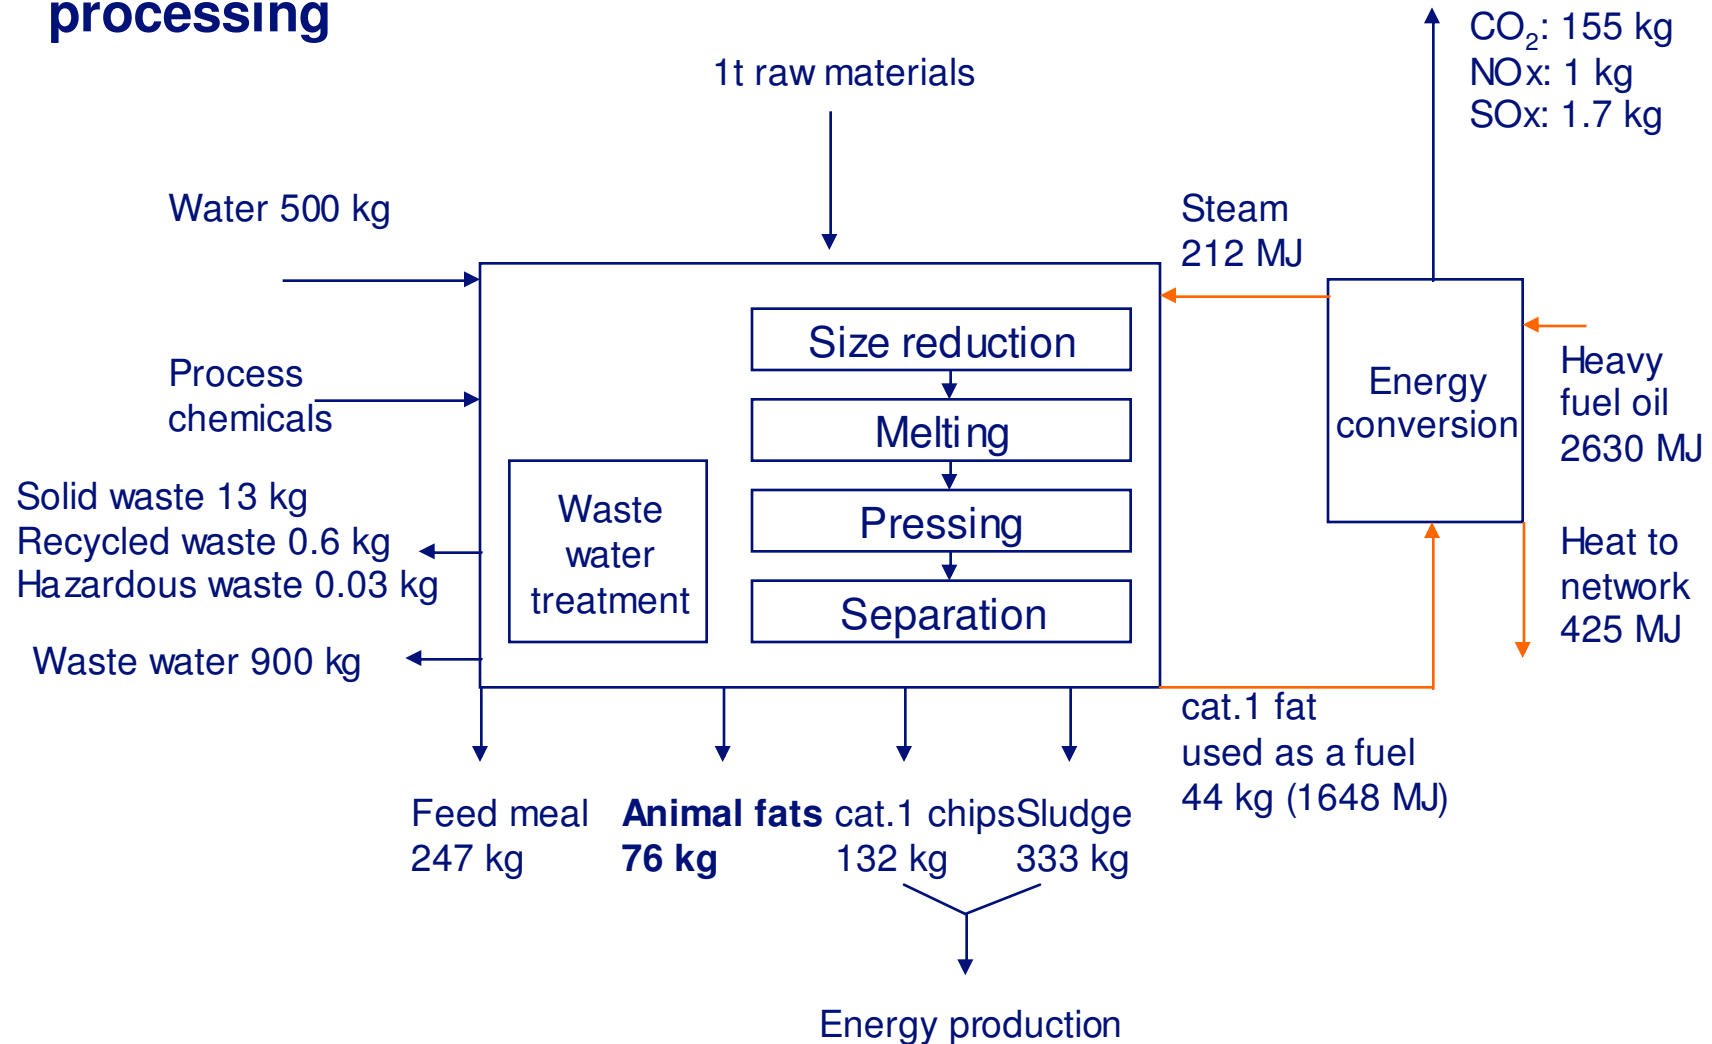 processing
1t raw materials
CO₂: 155 kg
NOx: 1 kg
SOx: 1.7 kg
Water 500 kg
Steam
212 MJ
Size reduction
Melting
Pressing
Separation
Process
chemicals
Waste
water
treatment
Energy
conversion
Heavy
fuel oil
2630 MJ
Solid waste 13 kg
Recycled waste 0.6 kg
Hazardous waste 0.03 kg
Waste water 900 kg
Heat to
network
425 MJ
cat.1 fat
used as a fuel
44 kg (1648 MJ)
Feed meal
247 kg
Animal fats
76 kg
cat.1 chips
132 kg
Sludge
333 kg
Energy production